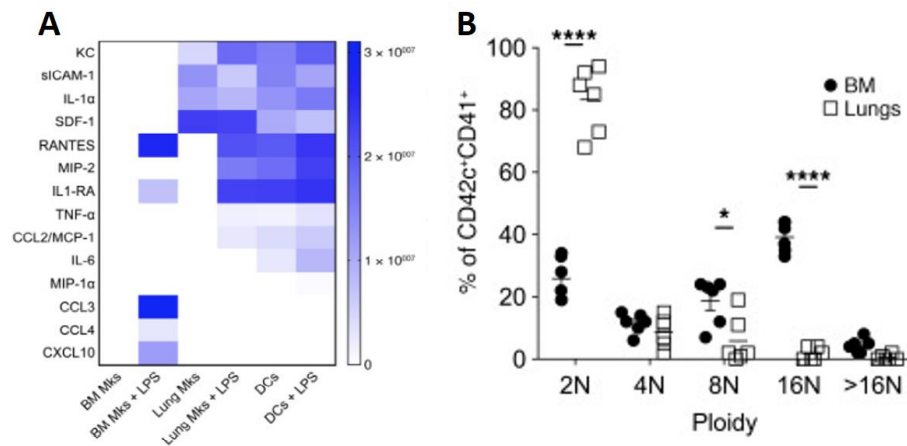 A
KC
sICAM-1
IL-1α
SDF-1
RANTES
MIP-2
IL1-RA
TNF-α
CCL2/MCP-1
IL-6
MIP-1α
CCL3
CCL4
CXCL10
BM Mks
BM Mks + LPS
Lung Mks
Lung Mks + LPS
DCs
DCs + LPS
3 × 10⁰⁰⁷
2 × 10⁰⁰⁷
1 × 10⁰⁰⁷
0
B
% of CD42c⁺CD41⁺
100
80
60
40
20
0
****
*
****
BM
Lungs
2N 4N 8N 16N >16N
Ploidy